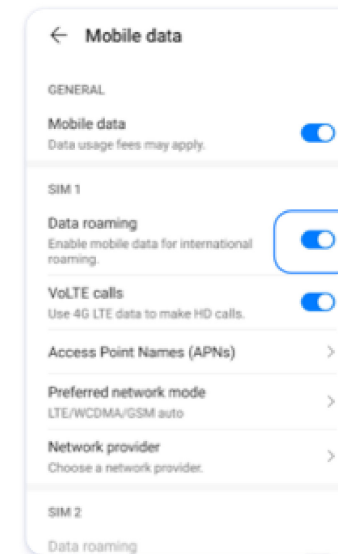 Mobile data
GENERAL
Mobile data
Data usage fees may apply.
SIM 1
Data roaming
Enable mobile data for international
roaming.
VoLTE calls
Use 4G LTE data to make HD calls.
Access Point Names (APNs)
Preferred network mode
LTE/WCDMA/GSM auto
Network provider
Choose a network provider.
SIM 2
Data roaming